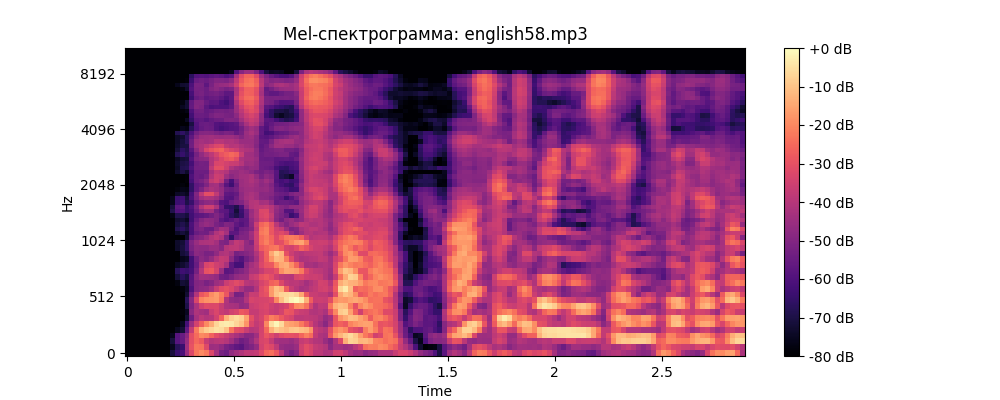 Mel-спектрограмма: english58.mp3
Hz
8192
4096
2048
1024
512
0
0
0.5
1
1.5
2
2.5
Time
+0 dB
-10 dB
-20 dB
-30 dB
-40 dB
-50 dB
-60 dB
-70 dB
-80 dB